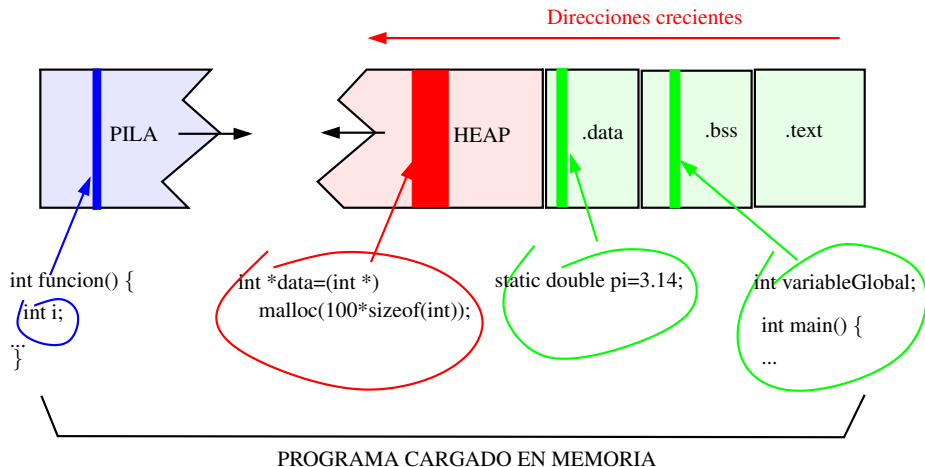 Direcciones crecientes
PILA
HEAP
.data
.bss
.text
int funcion() {
int i;
...
}
int *data=(int *)
malloc(100*sizeof(int));
static double pi=3.14;
int variableGlobal;
int main() {
...
PROGRAMA CARGADO EN MEMORIA